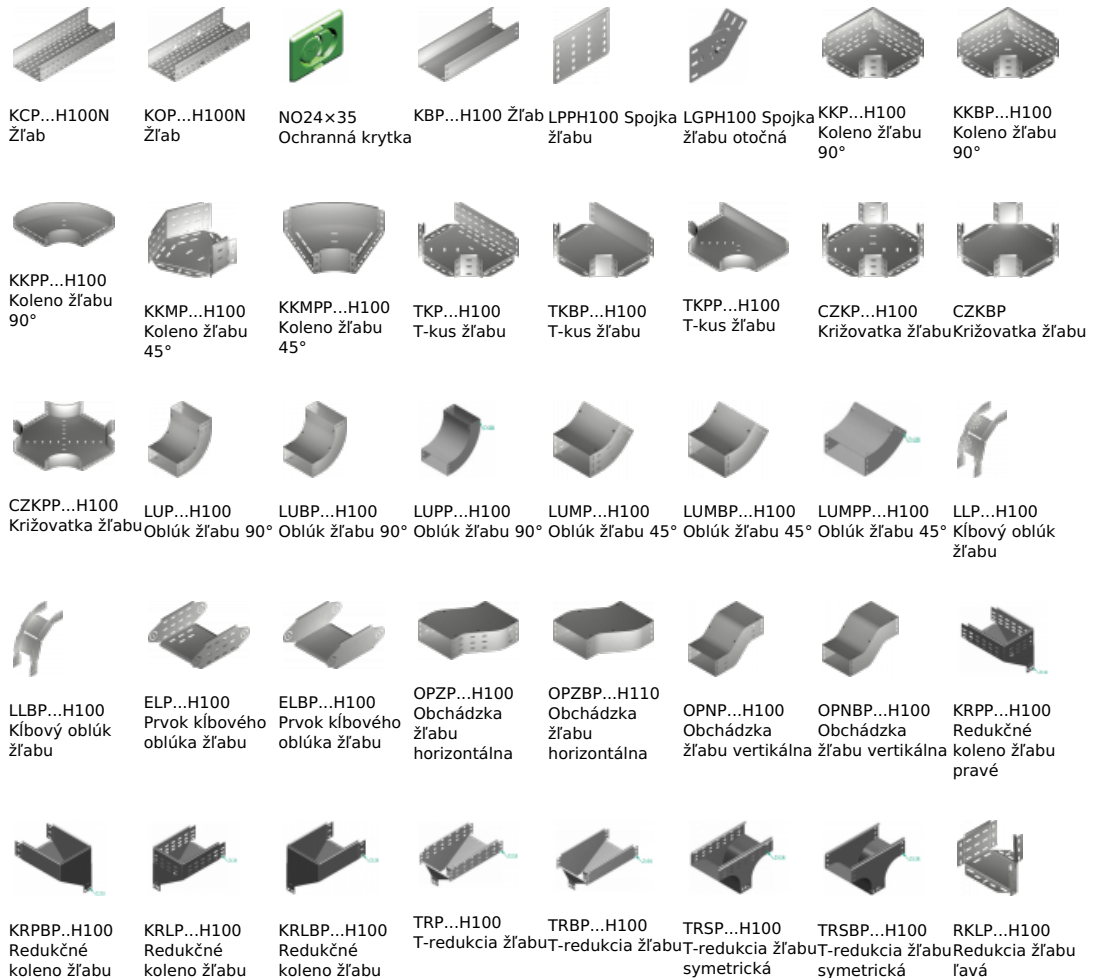 KCP...H100N
Žľab
KOP...H100N
Žľab
NO24×35
Ochranná krytka
KBP...H100 Žľab
LPPH100 Spojka
žľabu
LGPH100 Spojka
žľabu otočná
KKP...H100
Koleno žľabu
90°
KKBP...H100
Koleno žľabu
90°
KKPP...H100
Koleno žľabu
90°
KKMP...H100
Koleno žľabu
45°
KKMPP...H100
Koleno žľabu
45°
TKP...H100
T-kus žľabu
TKBP...H100
T-kus žľabu
TKPP...H100
T-kus žľabu
CZKP...H100
Križovatka žľabu
CZKBP
Križovatka žľabu
CZKPP...H100
Križovatka žľabu
LUP...H100
Oblúk žľabu 90°
LUBP...H100
Oblúk žľabu 90°
LUPP...H100
Oblúk žľabu 90°
LUMP...H100
Oblúk žľabu 45°
LUMBP...H100
Oblúk žľabu 45°
LUMPP...H100
Oblúk žľabu 45°
LLP...H100
Kĺbový oblúk
žľabu
LLBP...H100
Kĺbový oblúk
žľabu
ELP...H100
Prvok kĺbového
oblúka žľabu
ELBP...H100
Prvok kĺbového
oblúka žľabu
OPZP...H100
Obchádzka
žľabu
horizontálna
OPZBP...H110
Obchádzka
žľabu
horizontálna
OPNP...H100
Obchádzka
žľabu vertikálna
OPNBP...H100
Obchádzka
žľabu vertikálna
KRPP...H100
Redukčné
koleno žľabu
pravé
KRPBP...H100
Redukčné
koleno žľabu
KRLP...H100
Redukčné
koleno žľabu
KRLBP...H100
Redukčné
koleno žľabu
TRP...H100
T-redukcia žľabu
TRBP...H100
T-redukcia žľabu
TRSP...H100
T-redukcia žľabu
symetrická
TRSBP...H100
T-redukcia žľabu
symetrická
RKLP...H100
Redukcia žľabu
ľavá